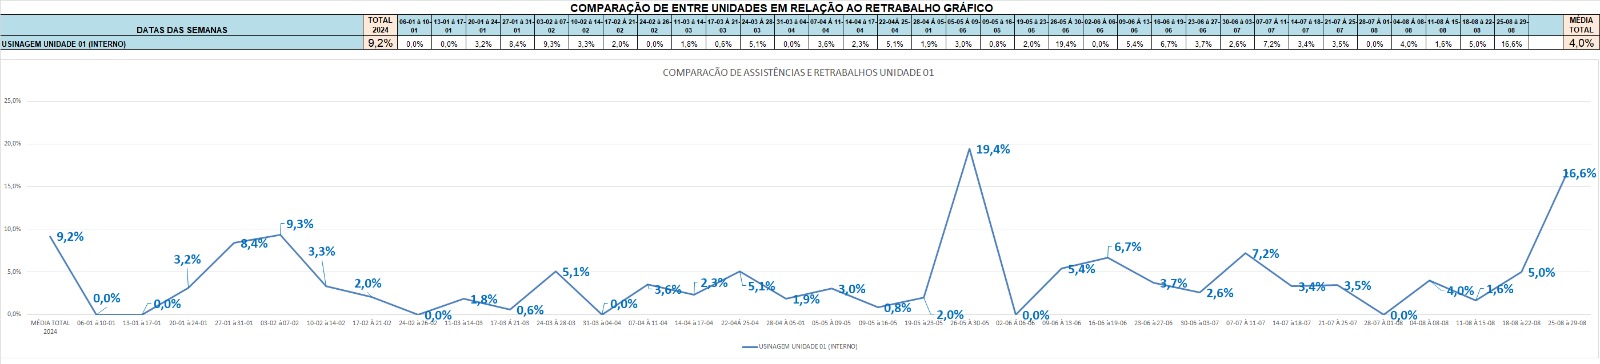 COMPARAÇÃO DE ENTRE UNIDADES EM RELAÇÃO AO RETRABALHO GRÁFICO
DATAS DAS SEMANAS TOTAL 2024 06-01 à 10-01 13-01 à 17-01 20-01 à 24-01 27-01 à 31-01 03-02 à 07-02 10-02 à 14-02 17-02 À 21-02 24-02 à 26-02 11-03 à 14-03 17-03 à 21-03 24-03 à 28-03 31-03 à 04-04 07-04 À 11-04 14-04 à 17-04 22-04 À 25-04 28-04 à 05-01 05-05 À 09-05 09-05 à 16-05 19-05 à 23-05 26-05 À 30-05 02-06 à 06-06 09-06 À 13-06 16-06 à 19-06 23-06 à 27-06 30-06 à 03-07 07-07 À 11-07 14-07 à 18-07 21-07 À 25-07 28-07 À 01-08 04-08 à 08-08 11-08 À 15-08 18-08 à 22-08 25-08 à 29-08 MÉDIA TOTAL
USINAGEM UNIDADE 01 (INTERNO) 9,2% 0,0% 0,0% 3,2% 8,4% 9,3% 3,3% 2,0% 0,0% 1,8% 0,6% 5,1% 0,0% 3,6% 2,3% 5,1% 1,9% 3,0% 0,8% 2,0% 19,4% 0,0% 5,4% 6,7% 3,7% 2,6% 7,2% 3,4% 3,5% 0,0% 4,0% 1,6% 5,0% 16,6% 4,0%
COMPARACÃO DE ASSISTÊNCIAS E RETRABALHOS UNIDADE 01
25,0%
20,0%
15,0%
10,0%
5,0%
0,0%
9,2% 0,0% 0,0% 3,2% 8,4% 9,3% 3,3% 2,0% 0,0% 1,8% 0,6% 5,1% 0,0% 3,6% 2,3% 5,1% 1,9% 3,0% 0,8% 2,0% 19,4% 0,0% 5,4% 6,7% 3,7% 2,6% 7,2% 3,4% 3,5% 0,0% 4,0% 1,6% 5,0% 16,6%
MÉDIA TOTAL 2024 06-01 à 10-01 13-01 à 17-01 20-01 à 24-01 27-01 à 31-01 03-02 à 07-02 10-02 à 14-02 17-02 À 21-02 24-02 à 26-02 11-03 à 14-03 17-03 à 21-03 24-03 à 28-03 31-03 à 04-04 07-04 À 11-04 14-04 à 17-04 22-04 À 25-04 28-04 à 05-01 05-05 À 09-05 09-05 à 16-05 19-05 à 23-05 26-05 À 30-05 02-06 à 06-06 09-06 À 13-06 16-06 à 19-06 23-06 à 27-06 30-06 à 03-07 07-07 À 11-07 14-07 à 18-07 21-07 À 25-07 28-07 À 01-08 04-08 à 08-08 11-08 À 15-08 18-08 à 22-08 25-08 à 29-08
USINAGEM UNIDADE 01 (INTERNO)